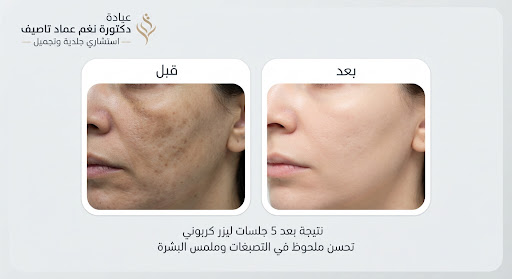 عيادة
دكتورة نغم عماد تاصيف
استشاري جلدية وتجميل
قبل
بعد
نتيجة بعد 5 جلسات ليزر كربوني
تحسن ملحوظ في التصبغات وملمس البشرة